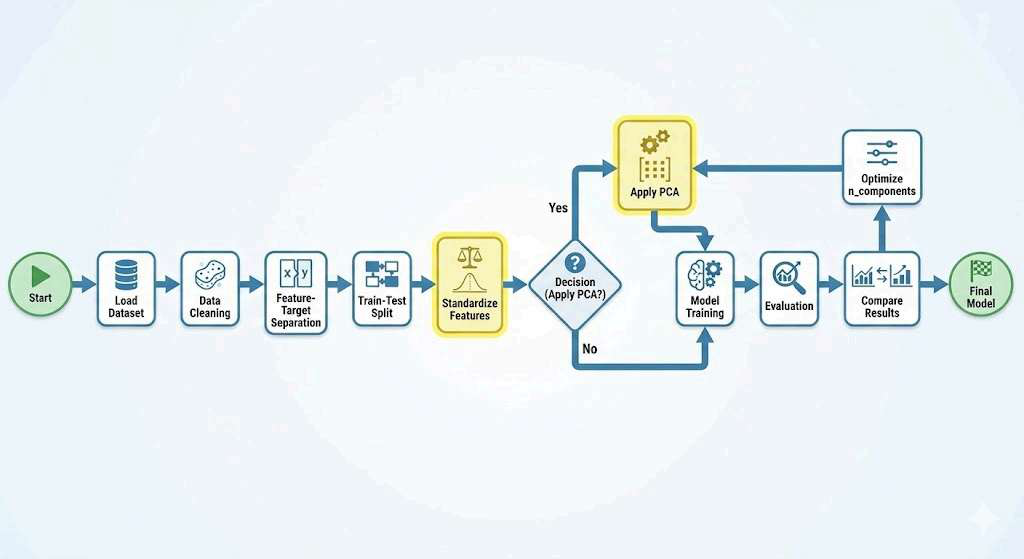 Start
Load
Dataset
Data
Cleaning
x
y
Feature-
Target
Separation
Train-Test
Split
Standardize
Features
?
Decision
(Apply PCA?)
Yes
No
Apply PCA
Model
Training
Evaluation
Compare
Results
Optimize
n_components
Final
Model